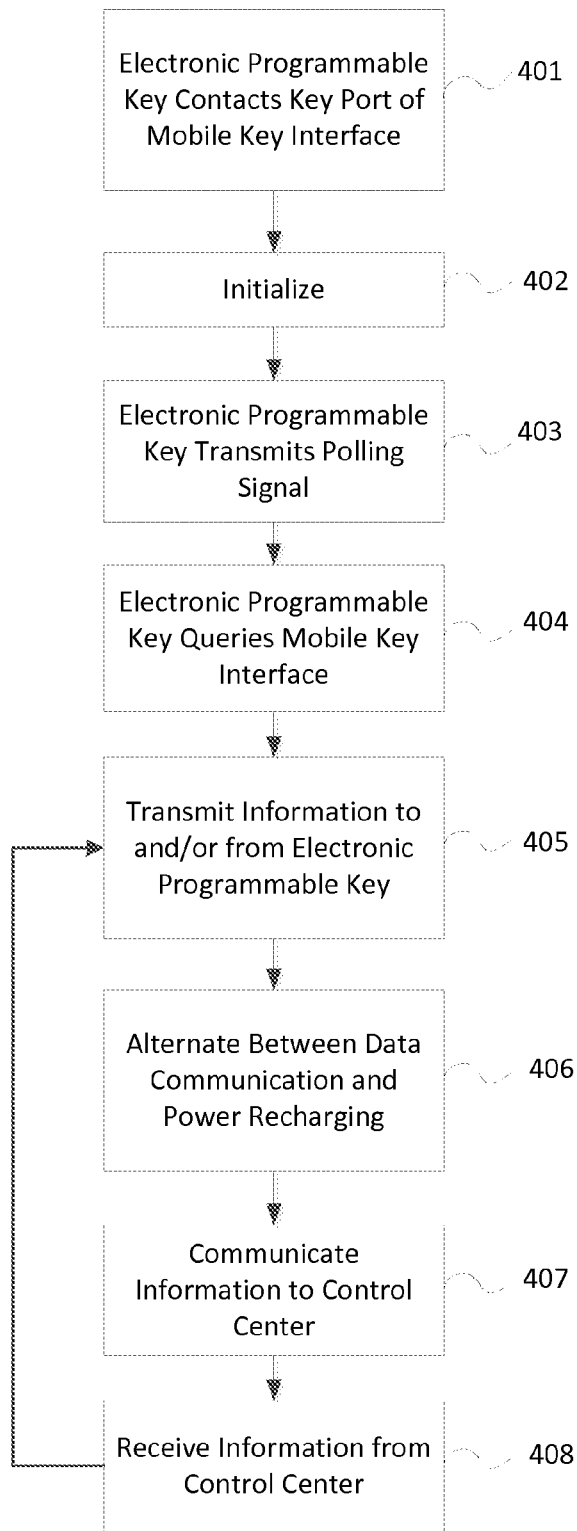 Electronic Programmable
Key Contacts Key Port of
Mobile Key Interface
401
Initialize
402
Electronic Programmable
Key Transmits Polling
Signal
403
Electronic Programmable
Key Queries Mobile Key
Interface
404
Transmit Information to
and/or from Electronic
Programmable Key
405
Alternate Between Data
Communication and
Power Recharging
406
Communicate
Information to Control
Center
407
Receive Information from
Control Center
408